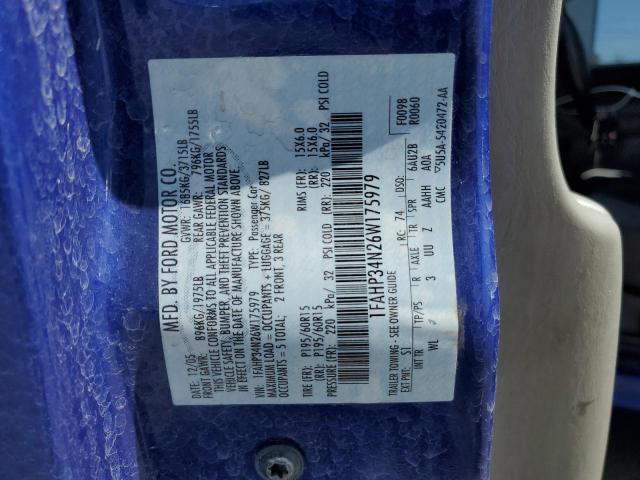 MFD. BY FORD MOTOR CO.
DATE: 12/05 GVWR: 1685KG/3715LB
FRONT GAWR: 896KG/1975LB REAR GAWR: 796KG/1755LB
THIS VEHICLE CONFORMS TO ALL APPLICABLE FEDERAL MOTOR
VEHICLE SAFETY, BUMPER, AND THEFT PREVENTION STANDARDS
IN EFFECT ON THE DATE OF MANUFACTURE SHOWN ABOVE.
VIN: 1FAHP34N26W175979 TYPE: Passenger Car
MAXIMUM LOAD = OCCUPANTS + LUGGAGE = 375KG/ 827LB
OCCUPANTS = 5 TOTAL; 2 FRONT, 3 REAR
TIRE (FR): P195/60R15 RIMS (FR): 15X6.0
TIRE (RR): P195/60R15 (RR): 15X6.0
PRESSURE (FR): 220 kPa/ 32 PSI COLD (RR) 220 kPa/ 32 PSI COLD
1FAHP34N26W175979
TRAILER TOWING - SEE OWNER GUIDE F0098
R0060
EXT PNT: S1 RC: 74 DSO:
INT TR TP/PS R AXLE TR SPR 6AU2B
WL 3 UU Z AAHH A0A
CMC 5U5A-5420472-AA